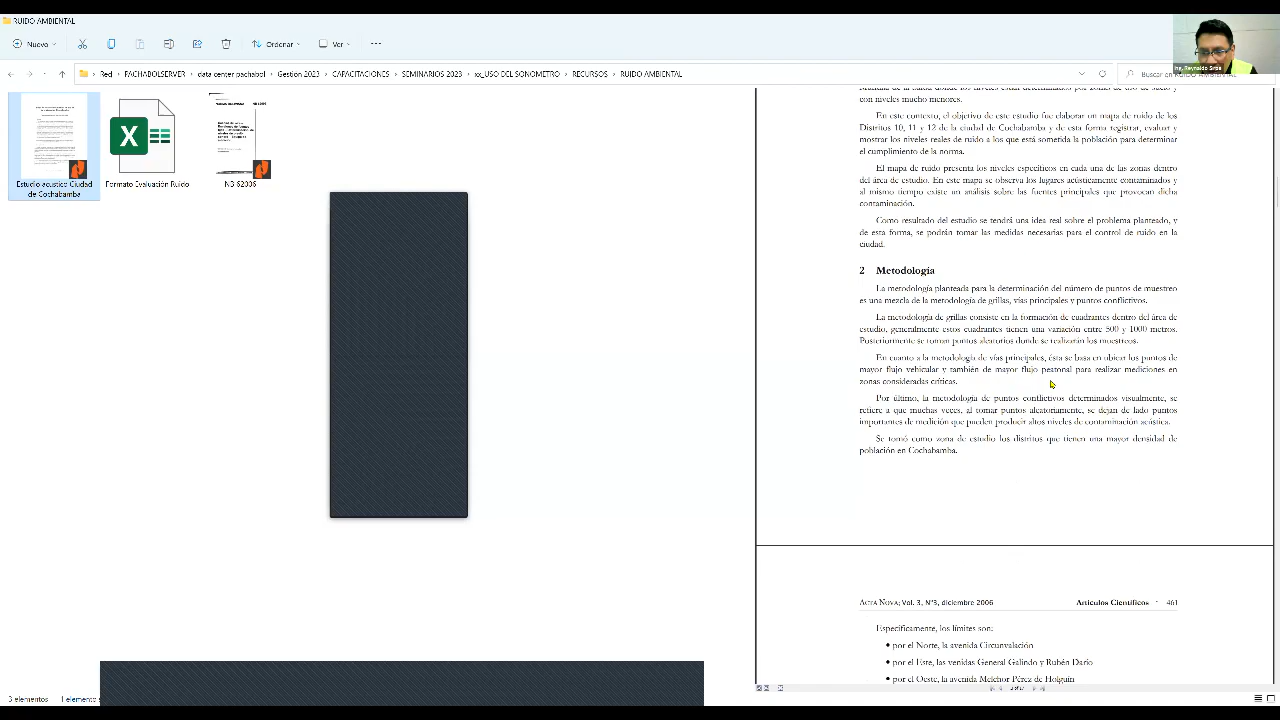 RUIDO AMBIENTAL
Nuevo
Ordenar
Ver
Red > PACHABOLSERVER > data center pachabol > Gestion 2023 > CAPACITACIONES > SEMINARIOS 2023 > SONOMETRO > RECURSOS > RUIDO AMBIENTAL
Buscar en RUIDO AMBIENTAL
Ing. Reynaldo
Estudio acustico Ciudad
de Cochabamba
Formato Evaluación Ruido
NB 62006
con niveles mucho menores.
En este contexto, el objetivo de este estudio fue elaborar un mapa de ruido de los
Distritos 10, 11 y 12 de la ciudad de Cochabamba y de esta forma registrar, evaluar y
mostrar los niveles reales de ruido a los que está sometida la población para determinar
el cumplimiento de la norma.
El mapa de ruido presenta los niveles específicos en cada una de las zonas dentro
del área de estudio. En este mapa se observa los lugares acústicamente contaminados y
al mismo tiempo existe un análisis sobre las fuentes principales que provocan dicha
contaminación.
Como resultado del estudio se tendrá una idea real sobre el problema planteado, y
de esta forma, se podrán tomar las medidas necesarias para el control de ruido en la
ciudad.
2 Metodología
La metodología planteada para la determinación del número de puntos de muestreo
es una mezcla de la metodología de grillas, vías principales y puntos conflictivos.
La metodología de grillas consiste en la formación de cuadrantes dentro del área de
estudio, generalmente estos cuadrantes tienen una variación entre 500 y 1000 metros.
Posteriormente se toman puntos aleatorios donde se realizarán los muestreos.
En cuanto a la metodología de vías principales, ésta se basa en ubicar los puntos de
mayor flujo vehicular y también de mayor flujo peatonal para realizar mediciones en
zonas consideradas críticas.
Por último, la metodología de puntos conflictivos determinados visualmente, se
refiere a que muchas veces, al tomar puntos aleatoriamente, se dejan de lado puntos
importantes de medición que pueden producir altos niveles de contaminación acústica.
Se tomó como zona de estudio los distritos que tienen una mayor densidad de
población en Cochabamba.
ACTA NOVA; Vol. 3, N°3, diciembre 2006 Artículos Científicos · 461
Específicamente, los límites son:
♦ por el Norte, la avenida Circunvalación
♦ por el Este, las venidas General Galindo y Rubén Darío
♦ por el Oeste, la avenida Melchor Pérez de Holguín
3 elementos
1 elemento